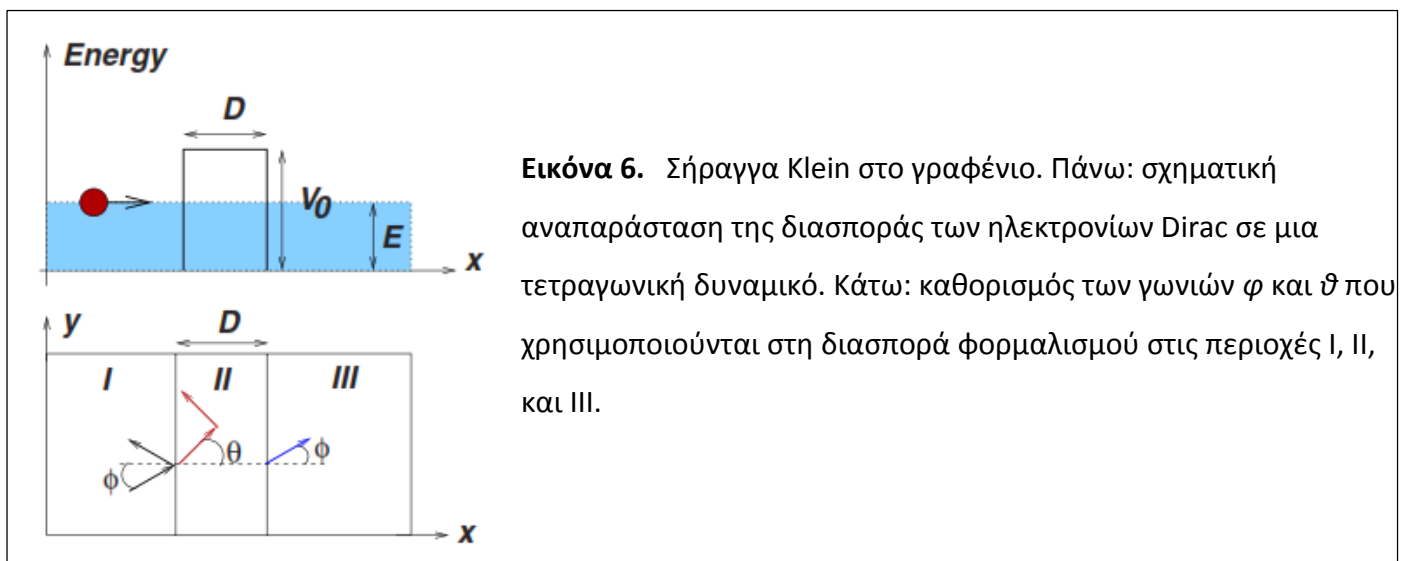 Energy
D
V0
E
x
y
D
I II III
θ
ϕ
ϕ
x
Εικόνα 6. Σήραγγα Klein στο γραφένιο. Πάνω: σχηματική
αναπαράσταση της διασποράς των ηλεκτρονίων Dirac σε μια
τετραγωνική δυναμικό. Κάτω: καθορισμός των γωνιών φ και ϑ που
χρησιμοποιούνται στη διασπορά φορμαλισμού στις περιοχές I, II,
και III.